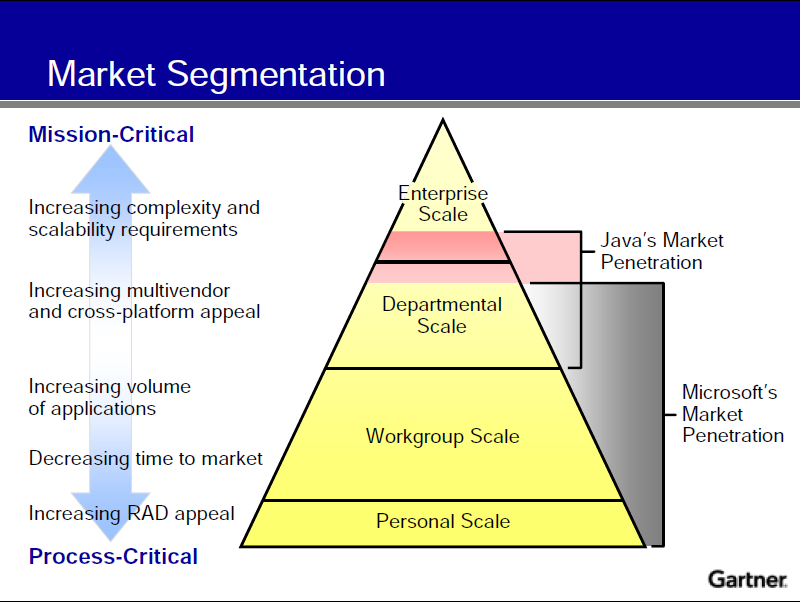 Market Segmentation
Mission-Critical
Increasing complexity and
scalability requirements
Increasing multivendor
and cross-platform appeal
Increasing volume
of applications
Decreasing time to market
Increasing RAD appeal
Process-Critical
Enterprise
Scale
Departmental
Scale
Workgroup Scale
Personal Scale
Java's Market
Penetration
Microsoft's
Market
Penetration
Gartner.